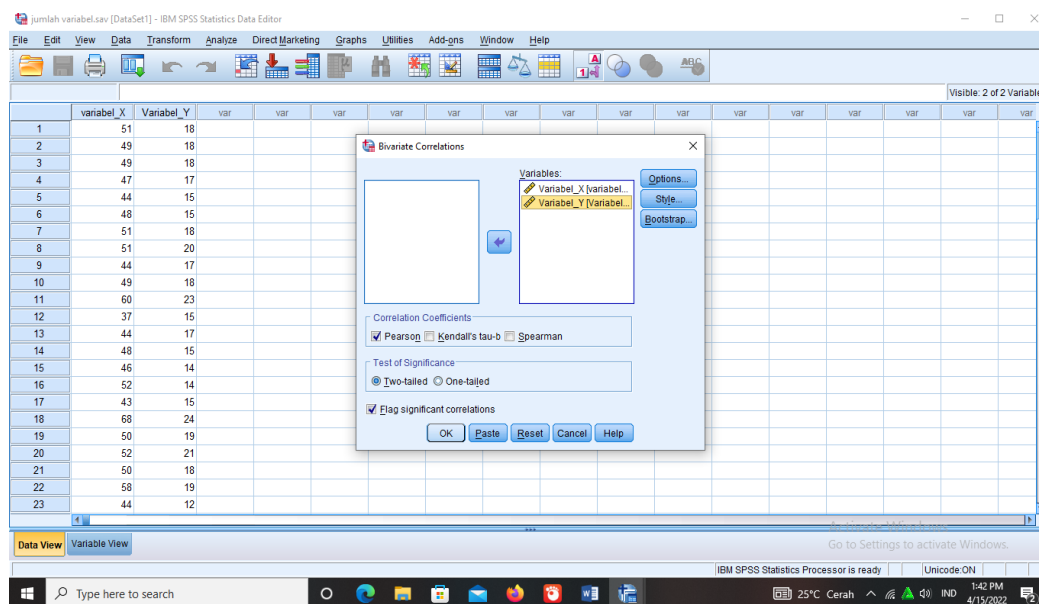 jumlah variabel.sav [DataSet1] - IBM SPSS Statistics Data Editor
File Edit View Data Transform Analyze Direct Marketing Graphs Utilities Add-ons Window Help
Visible: 2 of 2 Variable
variabel_X Variabel_Y var var var var var var var var var var var var var var var
1 51 18
2 49 18
3 49 18
4 47 17
5 44 15
6 48 15
7 51 18
8 51 20
9 44 17
10 49 18
11 60 23
12 37 15
13 44 17
14 48 15
15 46 14
16 52 14
17 43 15
18 68 24
19 50 19
20 52 21
21 50 18
22 58 19
23 44 12
Bivariate Correlations
Variables:
Variabel_X [variabel...
Variabel_Y [Variabel...
Options...
Style...
Bootstrap...
Correlation Coefficients
Pearson Kendall's tau-b Spearman
Test of Significance
Two-tailed One-tailed
Flag significant correlations
OK Paste Reset Cancel Help
Data View Variable View
Go to Settings to activate Windows.
IBM SPSS Statistics Processor is ready Unicode:ON
Type here to search
25°C Cerah IND 1:42 PM
4/15/2022